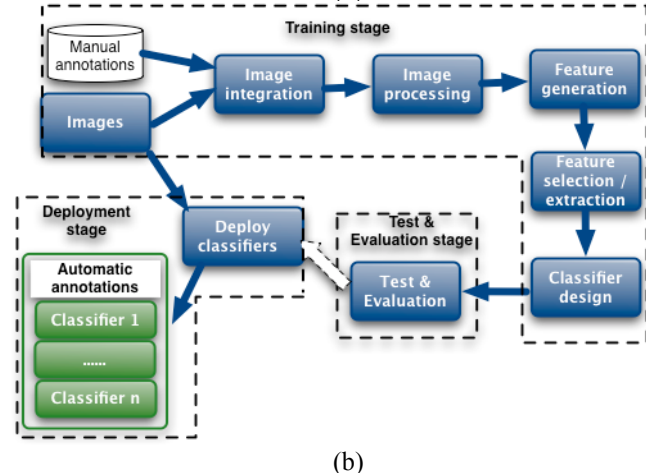 Training stage
Manual
annotations
Images
Image
integration
Image
processing
Feature
generation
Feature
selection /
extraction
Classifier
design
Test &
Evaluation stage
Test &
Evaluation
Deploy
classifiers
Deployment
stage
Automatic
annotations
Classifier 1
......
Classifier n
(b)